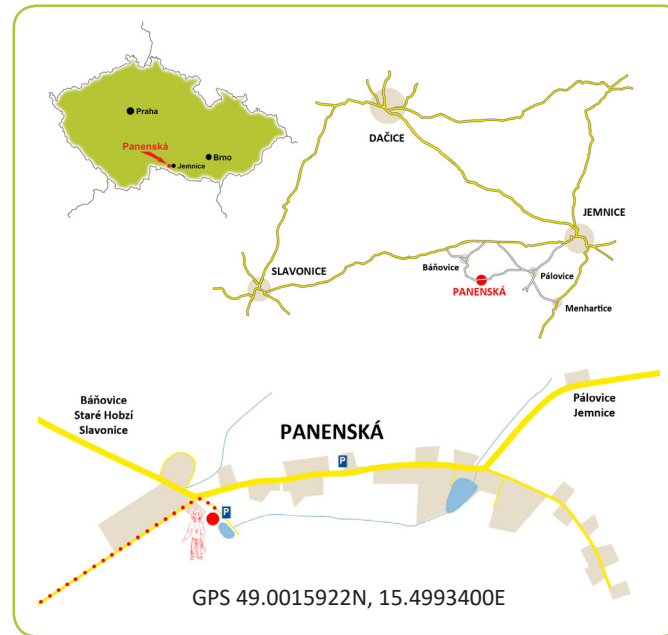 Praha
Panenská
Brno
Jemnice
DAČICE
JEMNICE
SLAVONICE
Báňovice
Pálovice
PANENSKÁ
Menhartice
Báňovice
Staré Hobzí
Slavonice
Pálovice
Jemnice
PANENSKÁ
P
P
GPS 49.0015922N, 15.4993400E